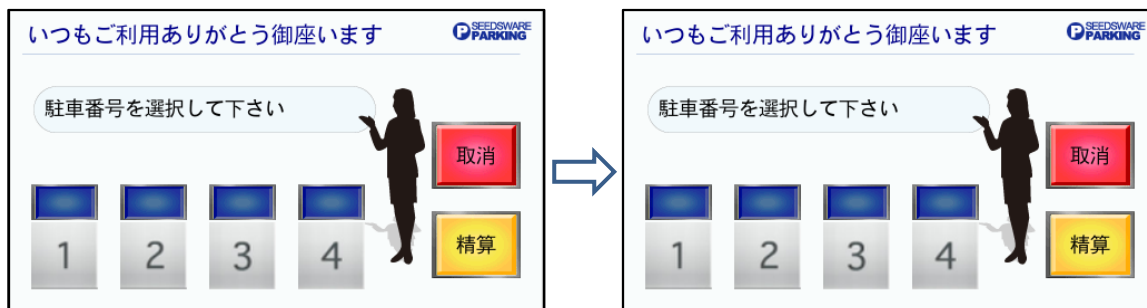 いつもご利用ありがとう御座います
P SEEDSWARE
PARKING
駐車番号を選択して下さい
取消
1 2 3 4
精算
いつもご利用ありがとう御座います
P SEEDSWARE
PARKING
駐車番号を選択して下さい
取消
1 2 3 4
精算